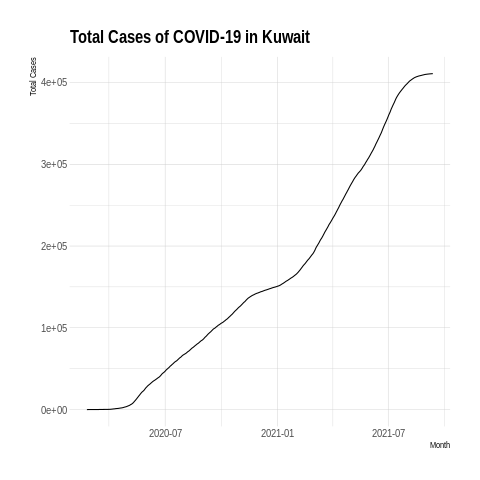 Total Cases of COVID-19 in Kuwait
Total Cases
4e+05
3e+05
2e+05
1e+05
0e+00
2020-07 2021-01 2021-07
Month